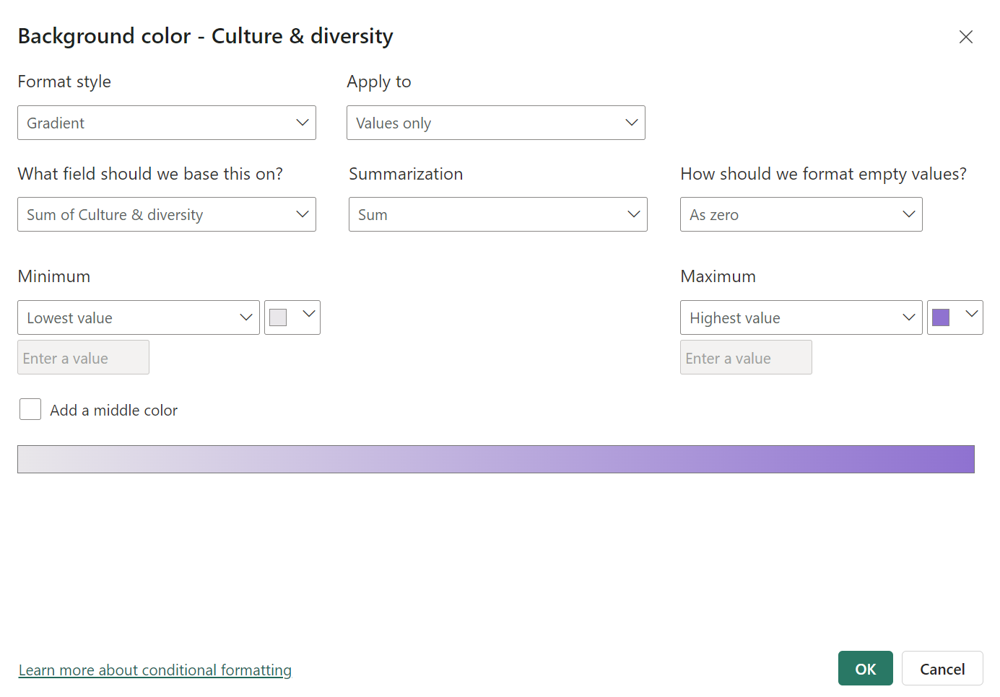 Background color - Culture & diversity
Format style
Apply to
Gradient
Values only
What field should we base this on?
Summarization
How should we format empty values?
Sum of Culture & diversity
Sum
As zero
Minimum
Maximum
Lowest value
Highest value
Enter a value
Enter a value
Add a middle color
Learn more about conditional formatting
OK
Cancel